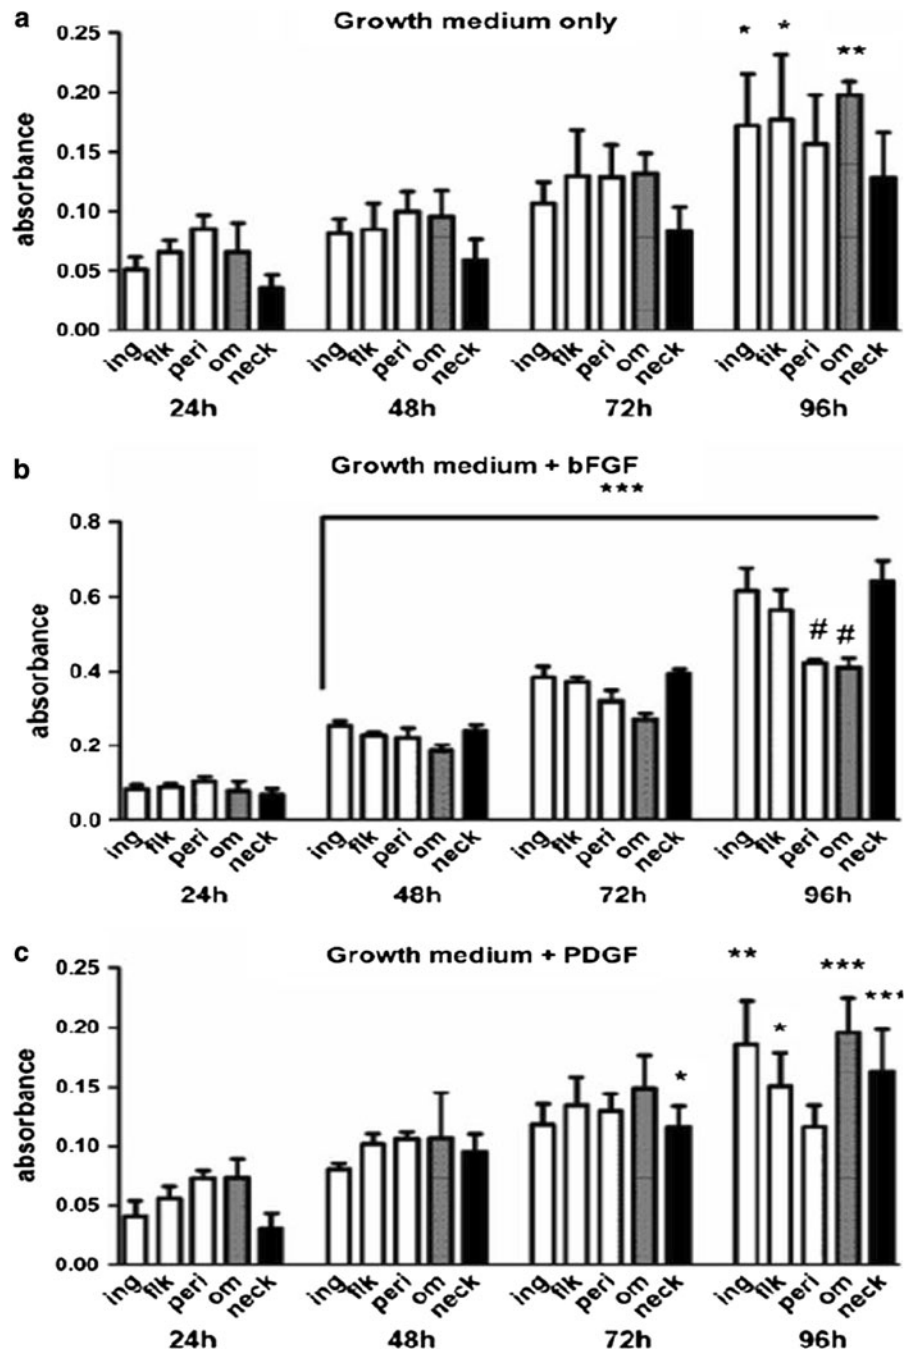 a
Growth medium only
* * **
0.25
0.20
0.15
0.10
0.05
0.00
absorbance
ing flk peri om neck ing flk peri om neck ing flk peri om neck ing flk peri om neck
24h 48h 72h 96h
b
Growth medium + bFGF
***
0.8
0.6
0.4
0.2
0.0
absorbance
# #
ing flk peri om neck ing flk peri om neck ing flk peri om neck ing flk peri om neck
24h 48h 72h 96h
c
Growth medium + PDGF
** *** ***
* *
0.25
0.20
0.15
0.10
0.05
0.00
absorbance
ing flk peri om neck ing flk peri om neck ing flk peri om neck ing flk peri om neck
24h 48h 72h 96h